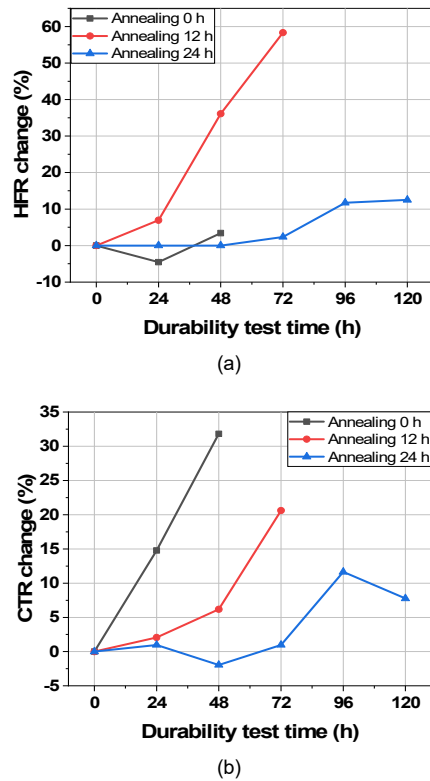 Annealing 0 h
Annealing 12 h
Annealing 24 h
60
50
40
30
20
10
0
-10
HFR change (%)
0 24 48 72 96 120
Durability test time (h)
(a)
Annealing 0 h
Annealing 12 h
Annealing 24 h
35
30
25
20
15
10
5
0
-5
CTR change (%)
0 24 48 72 96 120
Durability test time (h)
(b)